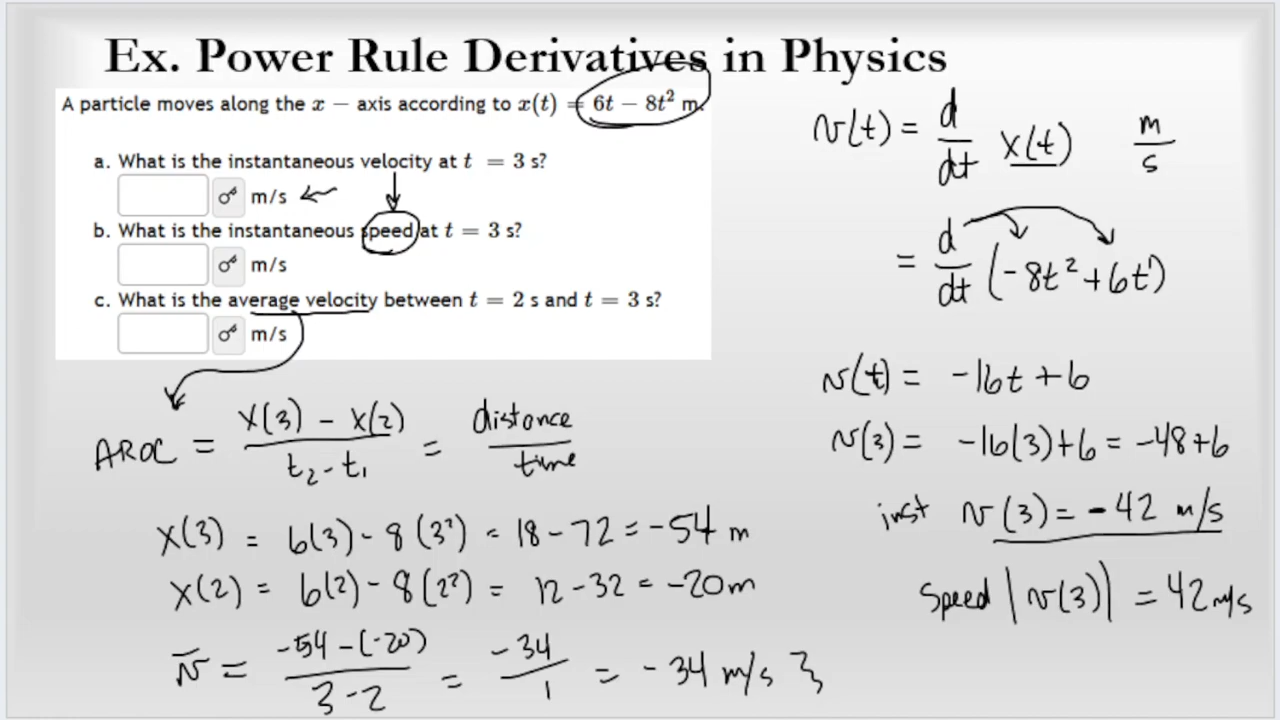 Ex. Power Rule Derivatives in Physics
A particle moves along the x − axis according to x(t) = 6t − 8t² m.
a. What is the instantaneous velocity at t = 3 s?
m/s
b. What is the instantaneous speed at t = 3 s?
m/s
c. What is the average velocity between t = 2 s and t = 3 s?
m/s
AROC = x(3) − x(2) / t₂ − t₁ = distance / time
x(3) = 6(3) − 8(3²) = 18 − 72 = −54 m
x(2) = 6(2) − 8(2²) = 12 − 32 = −20 m
v̄ = −54 − (−20) / 3 − 2 = −34 / 1 = −34 m/s
v(t) = d/dt x(t) m/s
= d/dt (−8t² + 6t¹)
v(t) = −16t + 6
v(3) = −16(3) + 6 = −48 + 6
inst v(3) = −42 m/s
Speed |v(3)| = 42 m/s